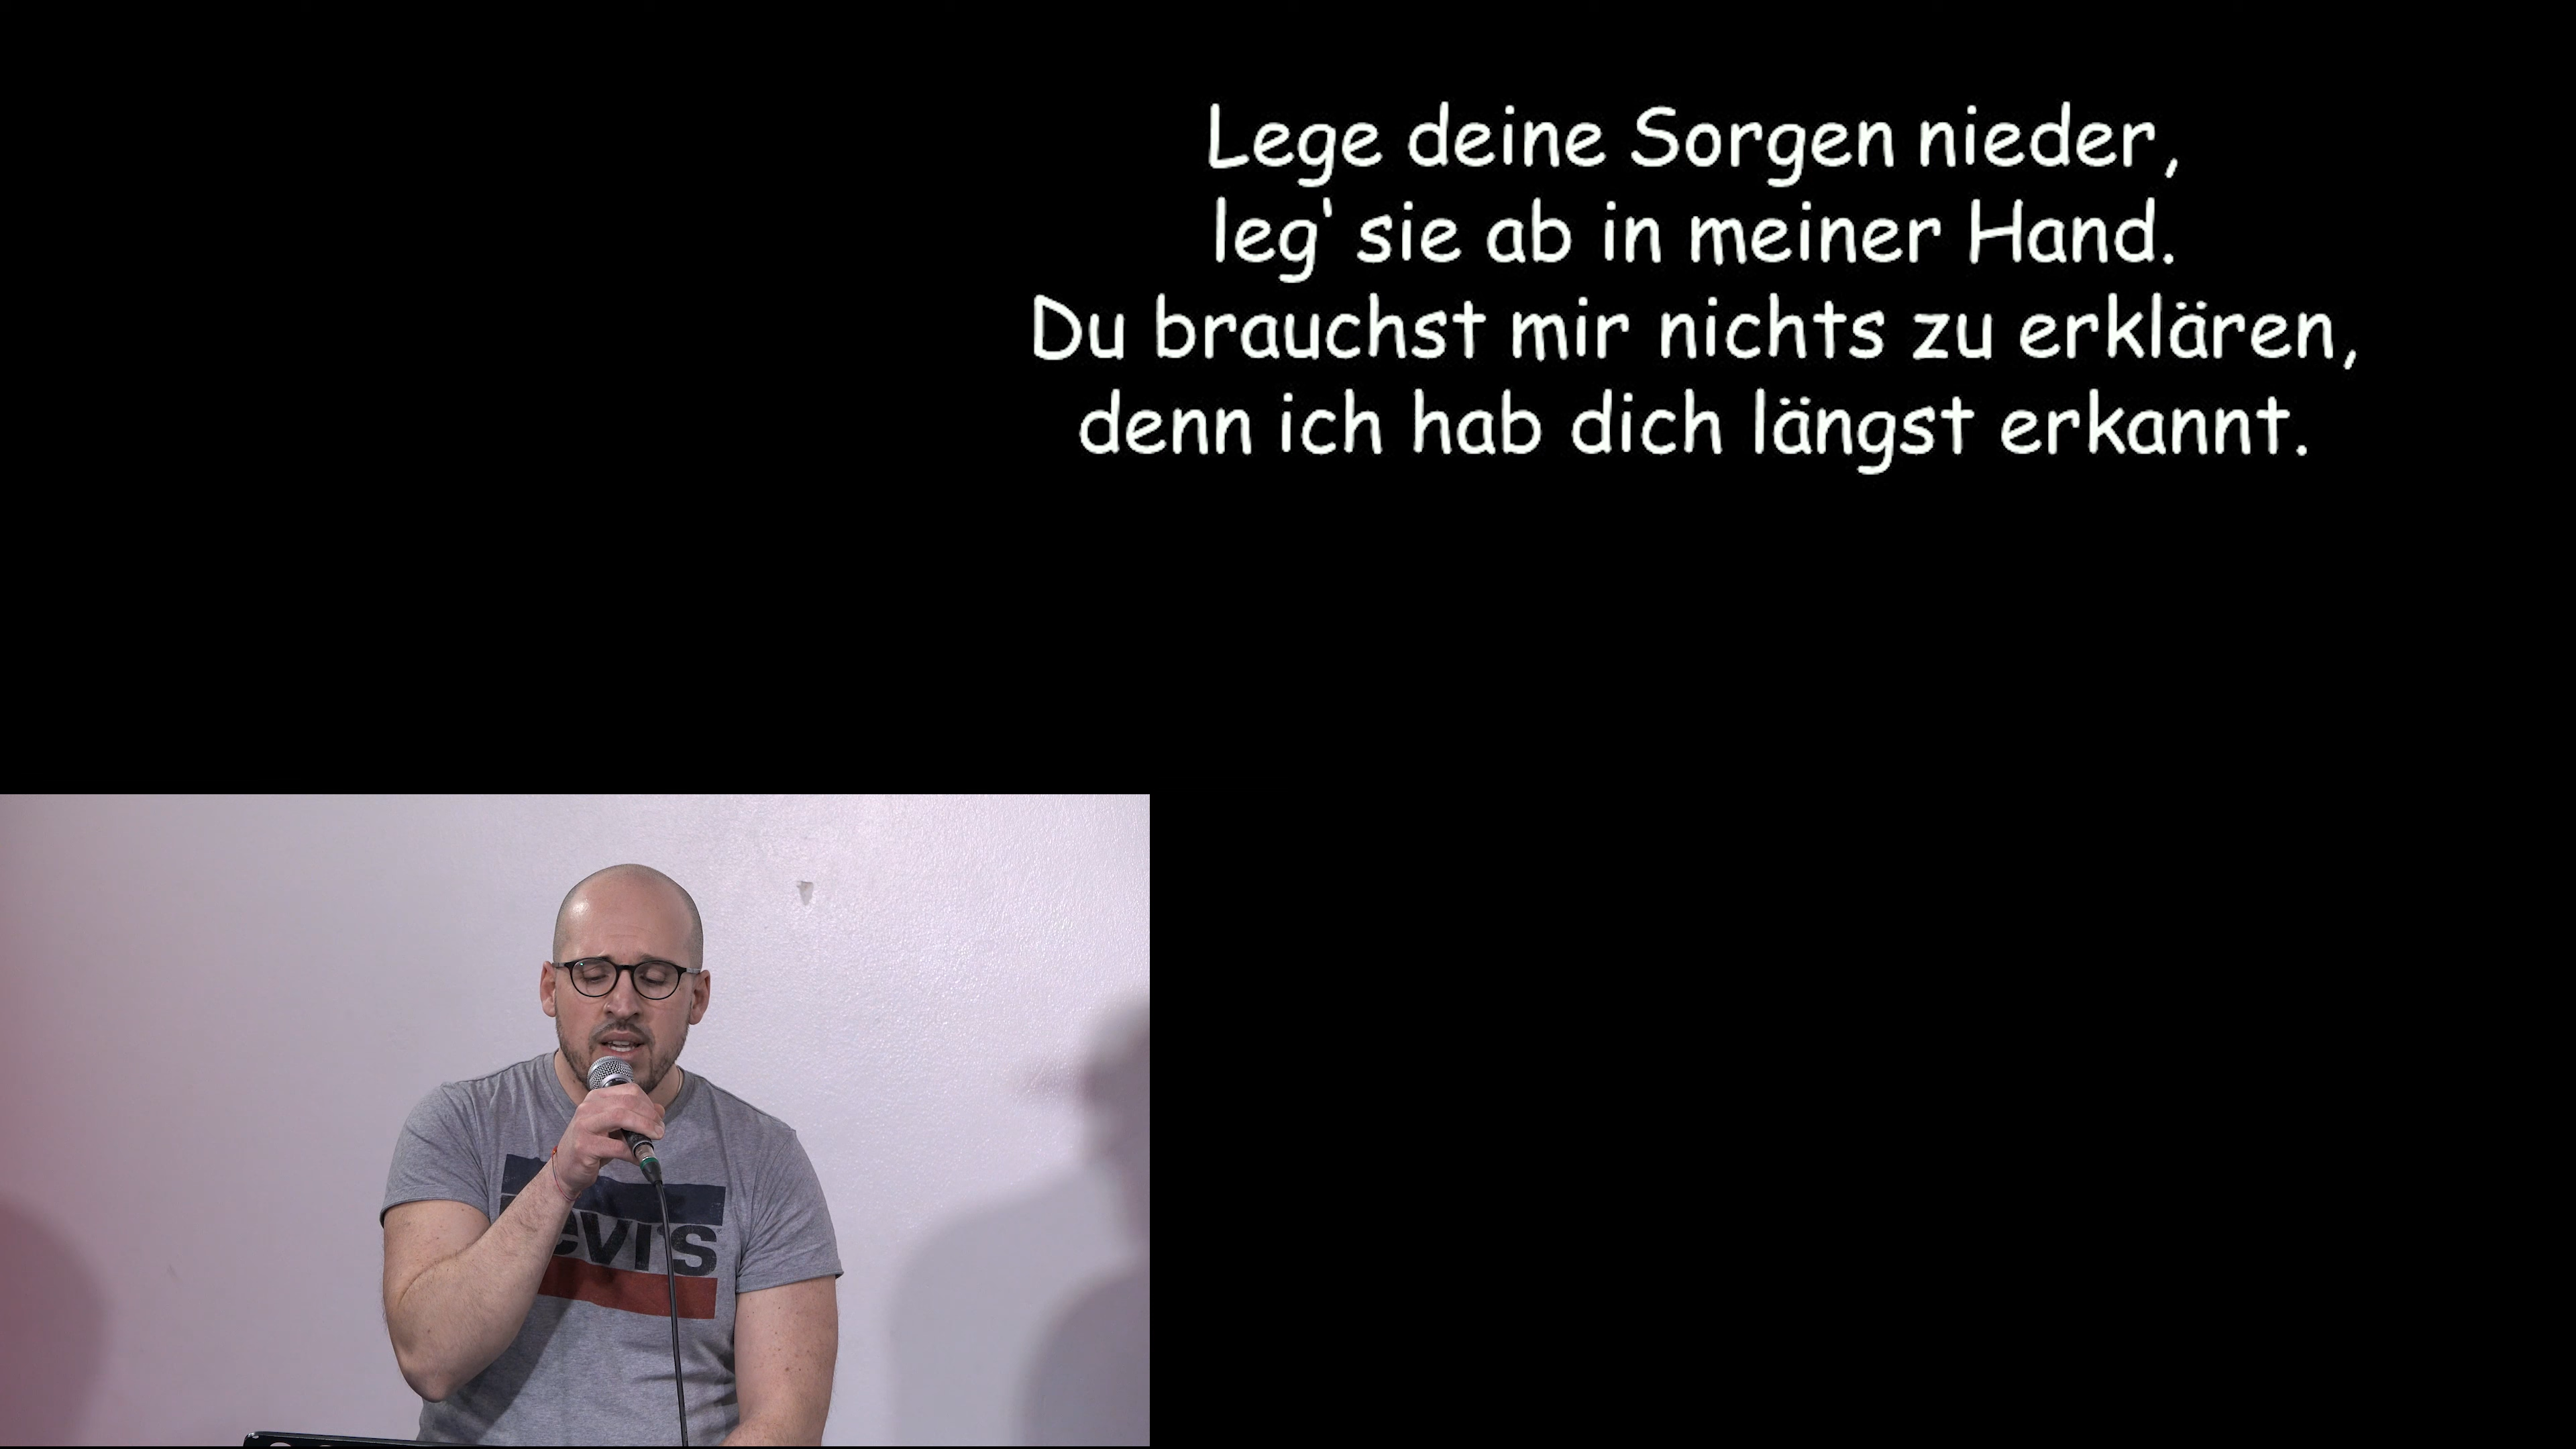 Lege deine Sorgen nieder,
leg' sie ab in meiner Hand.
Du brauchst mir nichts zu erklären,
denn ich hab dich längst erkannt.
evi's